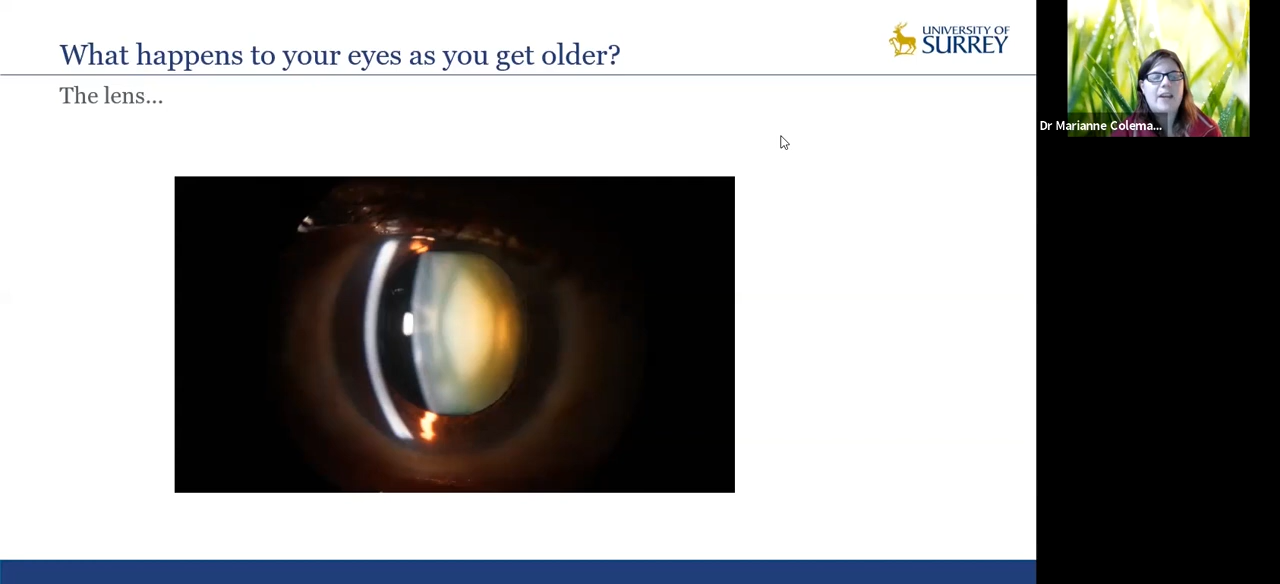 What happens to your eyes as you get older?
UNIVERSITY OF
SURREY
The lens...
Dr Marianne Colema...